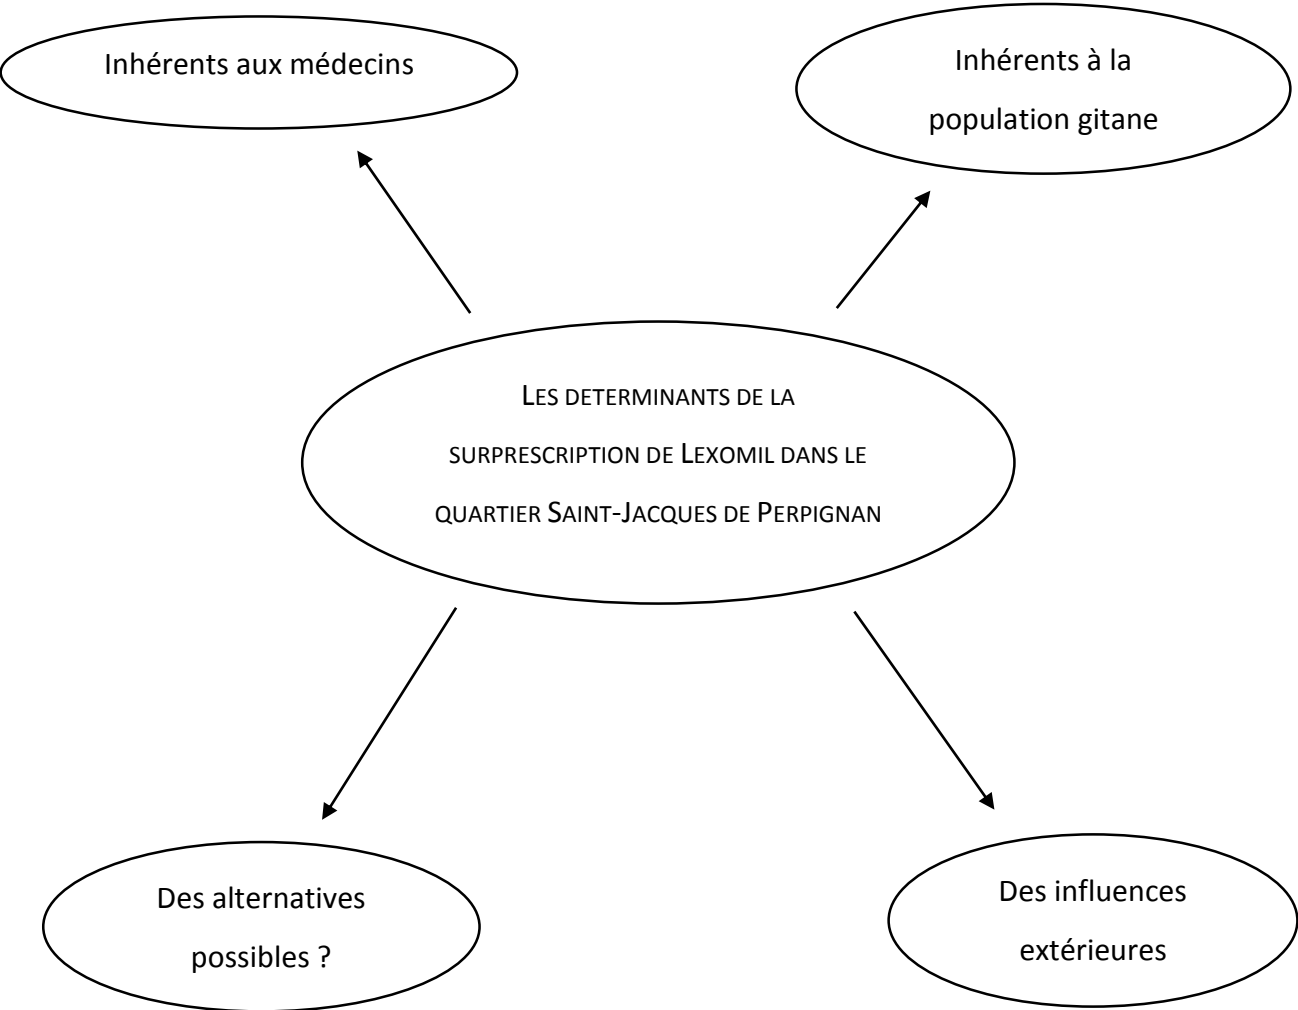 Inhérents aux médecins
Inhérents à la
population gitane
LES DETERMINANTS DE LA
SURPRESCRIPTION DE LEXOMIL DANS LE
QUARTIER SAINT-JACQUES DE PERPIGNAN
Des alternatives
possibles ?
Des influences
extérieures